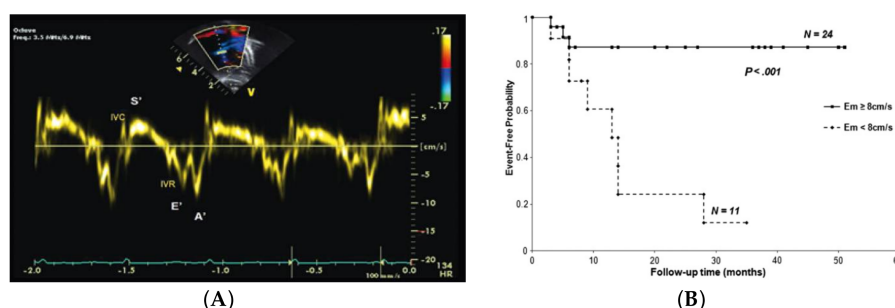 Octave
Freq.: 3.5 MHz/6.9 MHz
.17
-.17
6
4
2
V
S'
IVC
5
[cm/s]
-5
IVR
E'
A'
-10
-15
-20
-2.0
-1.5
-1.0
-0.5
0.0
100 mm/s
134
HR
(A)
1
0.8
0.6
0.4
0.2
0
Event-Free Probability
N = 24
P < .001
Em ≥ 8cm/s
Em < 8cm/s
N = 11
0
10
20
30
40
50
Follow-up time (months)
(B)